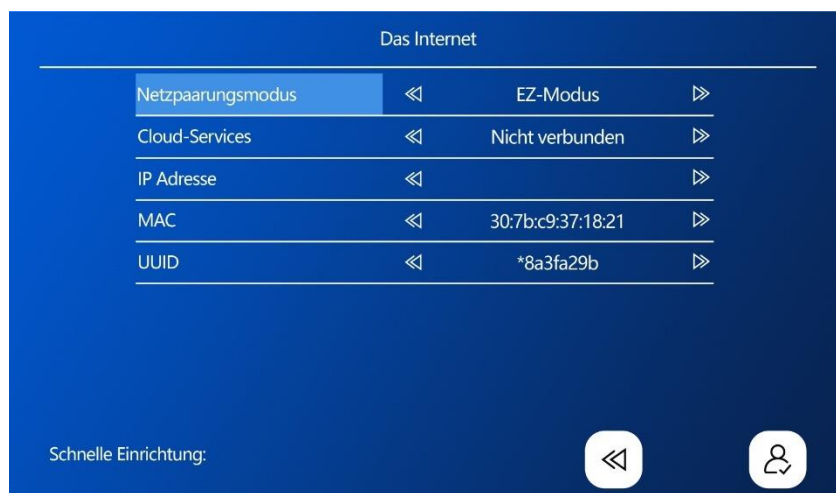 Das Internet
Netzpaarungsmodus EZ-Modus
Cloud-Services Nicht verbunden
IP Adresse
MAC 30:7b:c9:37:18:21
UUID *8a3fa29b
Schnelle Einrichtung: